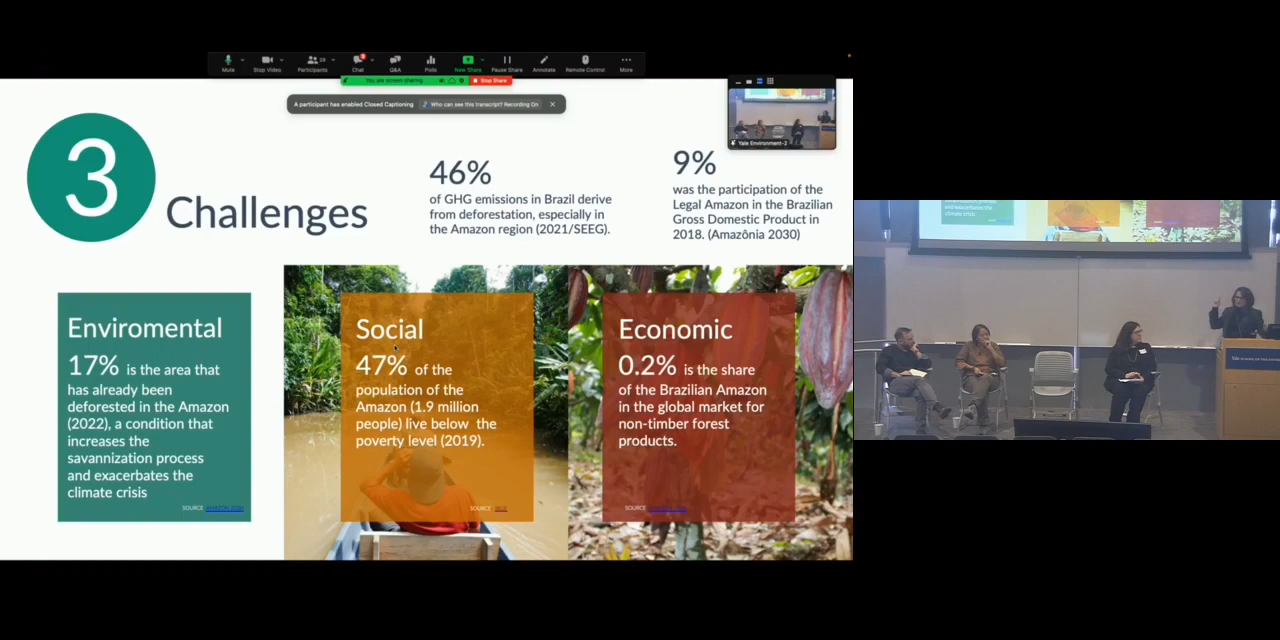 Mute
Stop Video
Participants
Chat
Q&A
Polls
New Share
Pause Share
Annotate
Remote Control
More
You are screen sharing
Stop Share
A participant has enabled Closed Captioning
Who can see this transcript? Recording On
Yale Environment-2
3
Challenges
46%
of GHG emissions in Brazil derive
from deforestation, especially in
the Amazon region (2021/SEEG).
9%
was the participation of the
Legal Amazon in the Brazilian
Gross Domestic Product in
2018. (Amazônia 2030)
Enviromental
17% is the area that
has already been
deforested in the Amazon
(2022), a condition that
increases the
savannization process
and exacerbates the
climate crisis
SOURCE
Social
47% of the
population of the
Amazon (1.9 million
people) live below the
poverty level (2019).
SOURCE
Economic
0.2% is the share
of the Brazilian Amazon
in the global market for
non-timber forest
products.
SOURCE
climate crisis